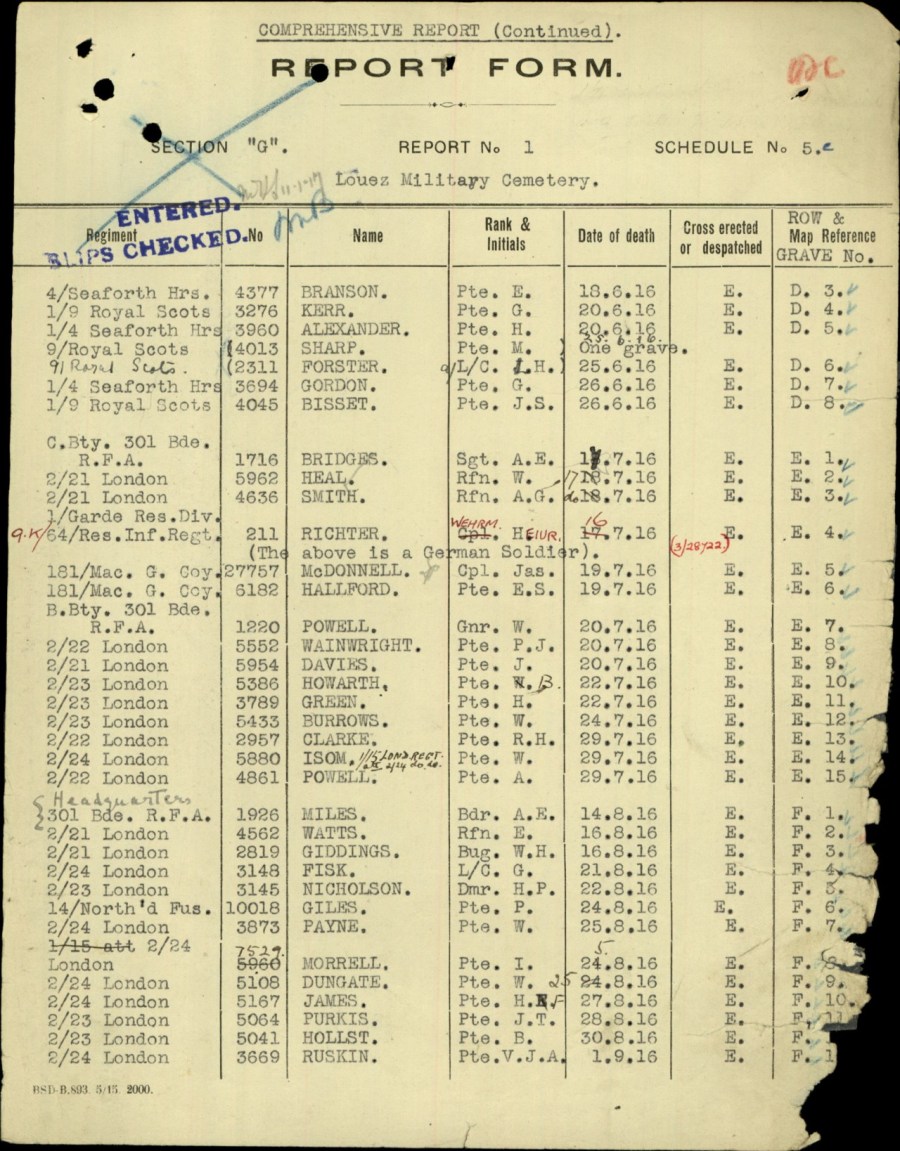 COMPREHENSIVE REPORT (Continued).
REPORT FORM.
SECTION "G". REPORT No 1 SCHEDULE No 5.c
Louez Military Cemetery.
ENTERED.
SLIPS CHECKED.
Regiment No Name Rank & Initials Date of death Cross erected or despatched ROW & Map Reference GRAVE No.
4/Seaforth Hrs. 4377 BRANSON. Pte. E. 18.6.16 E. D. 3.
1/9 Royal Scots 3276 KERR. Pte. G. 20.6.16 E. D. 4.
1/4 Seaforth Hrs 3960 ALEXANDER. Pte. H. 20.6.16 E. D. 5.
25.6.16.
9/Royal Scots (4013 SHARP. Pte. M. ) One grave.
9/Royal Scots. (2311 FORSTER. L/C. H.) 25.6.16 E. D. 6.
1/4 Seaforth Hrs 3694 GORDON. Pte. G. 26.6.16 E. D. 7.
1/9 Royal Scots 4045 BISSET. Pte. J.S. 26.6.16 E. D. 8.
C.Bty. 301 Bde.
R.F.A. 1716 BRIDGES. Sgt. A.E. .7.16 E. E. 1.
2/21 London 5962 HEAL. Rfn. W. 17 18.7.16 E. E. 2.
2/21 London 4636 SMITH. Rfn. A.G. 18.7.16 E. E. 3.
1/Garde Res.Div.
WEHRM. 16
G.K/64/Res.Inf.Regt. 211 RICHTER Cpl. HEIUR. 17.7.16 E. E. 4.
(The above is a German Soldier). (3/28722.)
181/Mac. G. Coy. 27757 McDONNELL. Cpl. Jas. 19.7.16 E. E. 5.
181/Mac. G. Coy. 6182 HALLFORD. Pte. E.S. 19.7.16 E. E. 6.
B.Bty. 301 Bde.
R.F.A. 1220 POWELL. Gnr. W. 20.7.16 E. E. 7.
2/22 London 5552 WAINWRIGHT. Pte. P.J. 20.7.16 E. E. 8.
2/21 London 5954 DAVIES. Pte. J. 20.7.16 E. E. 9.
2/23 London 5386 HOWARTH. Pte. W.B. 22.7.16 E. E. 10.
2/23 London 3789 GREEN. Pte. H. 22.7.16 E. E. 11.
2/23 London 5433 BURROWS. Pte. W. 24.7.16 E. E. 12.
2/22 London 2957 CLARKE. Pte. R.H. 29.7.16 E. E. 13.
2/24 London 5880 ISOM. 1/15 LOND REGT. Pte. W. 29.7.16 E. E. 14.
2/22 London 4861 POWELL. Pte. A. 29.7.16 E. E. 15.
Headquarters
301 Bde. R.F.A. 1926 MILES. Bdr. A.E. 14.8.16 E. F. 1.
2/21 London 4562 WATTS. Rfn. E. 16.8.16 E. F. 2.
2/21 London 2819 GIDDINGS. Bug. W.H. 16.8.16 E. F. 3.
2/24 London 3148 FISK. L/C. G. 21.8.16 E. F. 4.
2/23 London 3145 NICHOLSON. Dmr. H.P. 22.8.16 E. F. 5.
14/North'd Fus. 10018 GILES. Pte. P. 24.8.16 E. F. 6.
2/24 London 3873 PAYNE. Pte. W. 25.8.16 E. F. 7.
1/15 att 2/24 7529. 5
London 5960 MORRELL. Pte. I. 24.8.16 E. F. 8.
2/24 London 5108 DUNGATE. Pte. W. 25 24.8.16 E. F. 9.
2/24 London 5167 JAMES. Pte. H. F 27.8.16 E. F. 10.
2/23 London 5064 PURKIS. Pte. J.T. 28.8.16 E. F. 11
2/23 London 5041 HOLLST. Pte. B. 30.8.16 E. F.
2/24 London 3669 RUSKIN. Pte.V.J.A. 1.9.16 E. F. 1
BSD-B.893. 5/15. 2000.